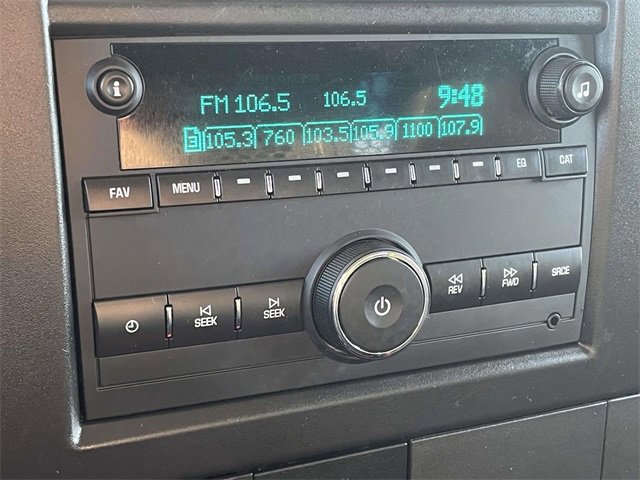 FM 106.5 106.5 9:48
3 105.3 760 103.5 105.9 1100 107.9
FAV MENU EQ CAT
SEEK SEEK REV FWD SRCE